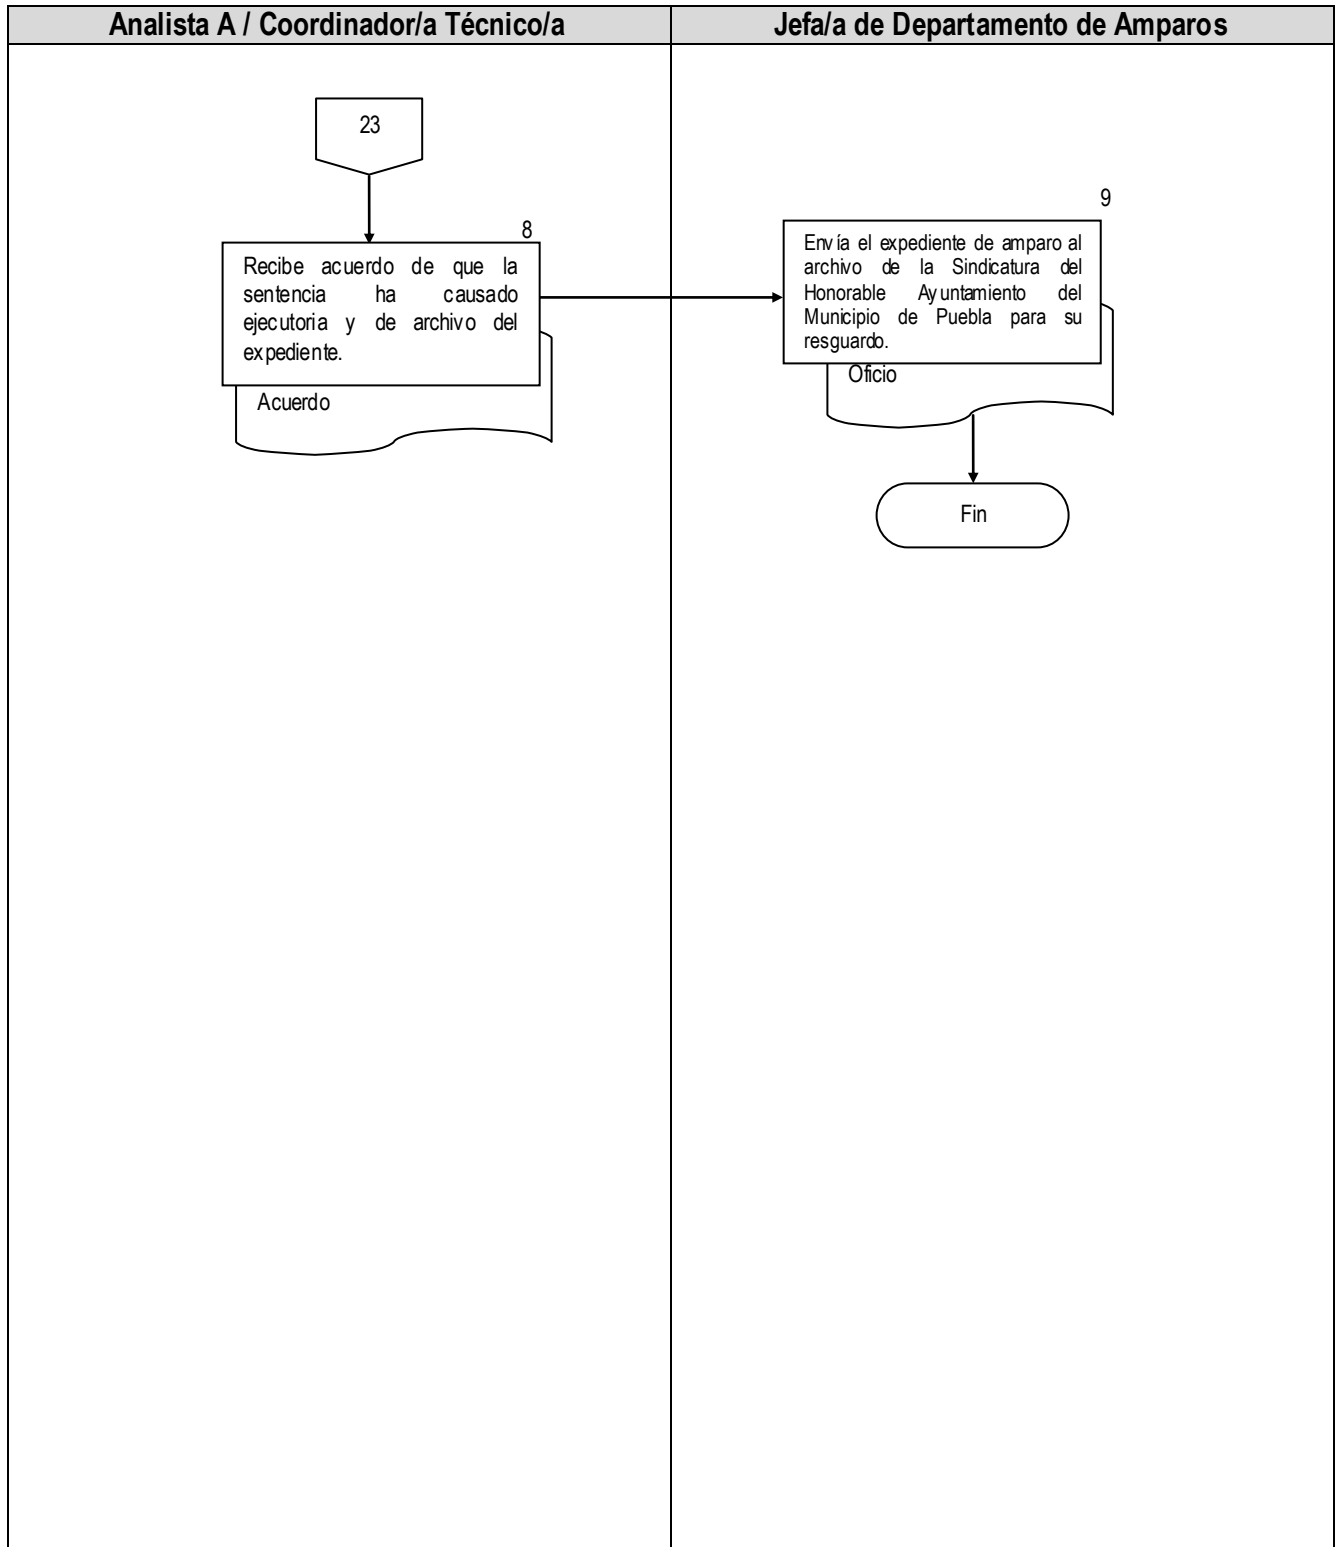 Analista A / Coordinador/a Técnico/a
Jefa/a de Departamento de Amparos
23
8
Recibe acuerdo de que la
sentencia ha causado
ejecutoria y de archivo del
expediente.
Acuerdo
9
Envía el expediente de amparo al
archivo de la Sindicatura del
Honorable Ayuntamiento del
Municipio de Puebla para su
resguardo.
Oficio
Fin